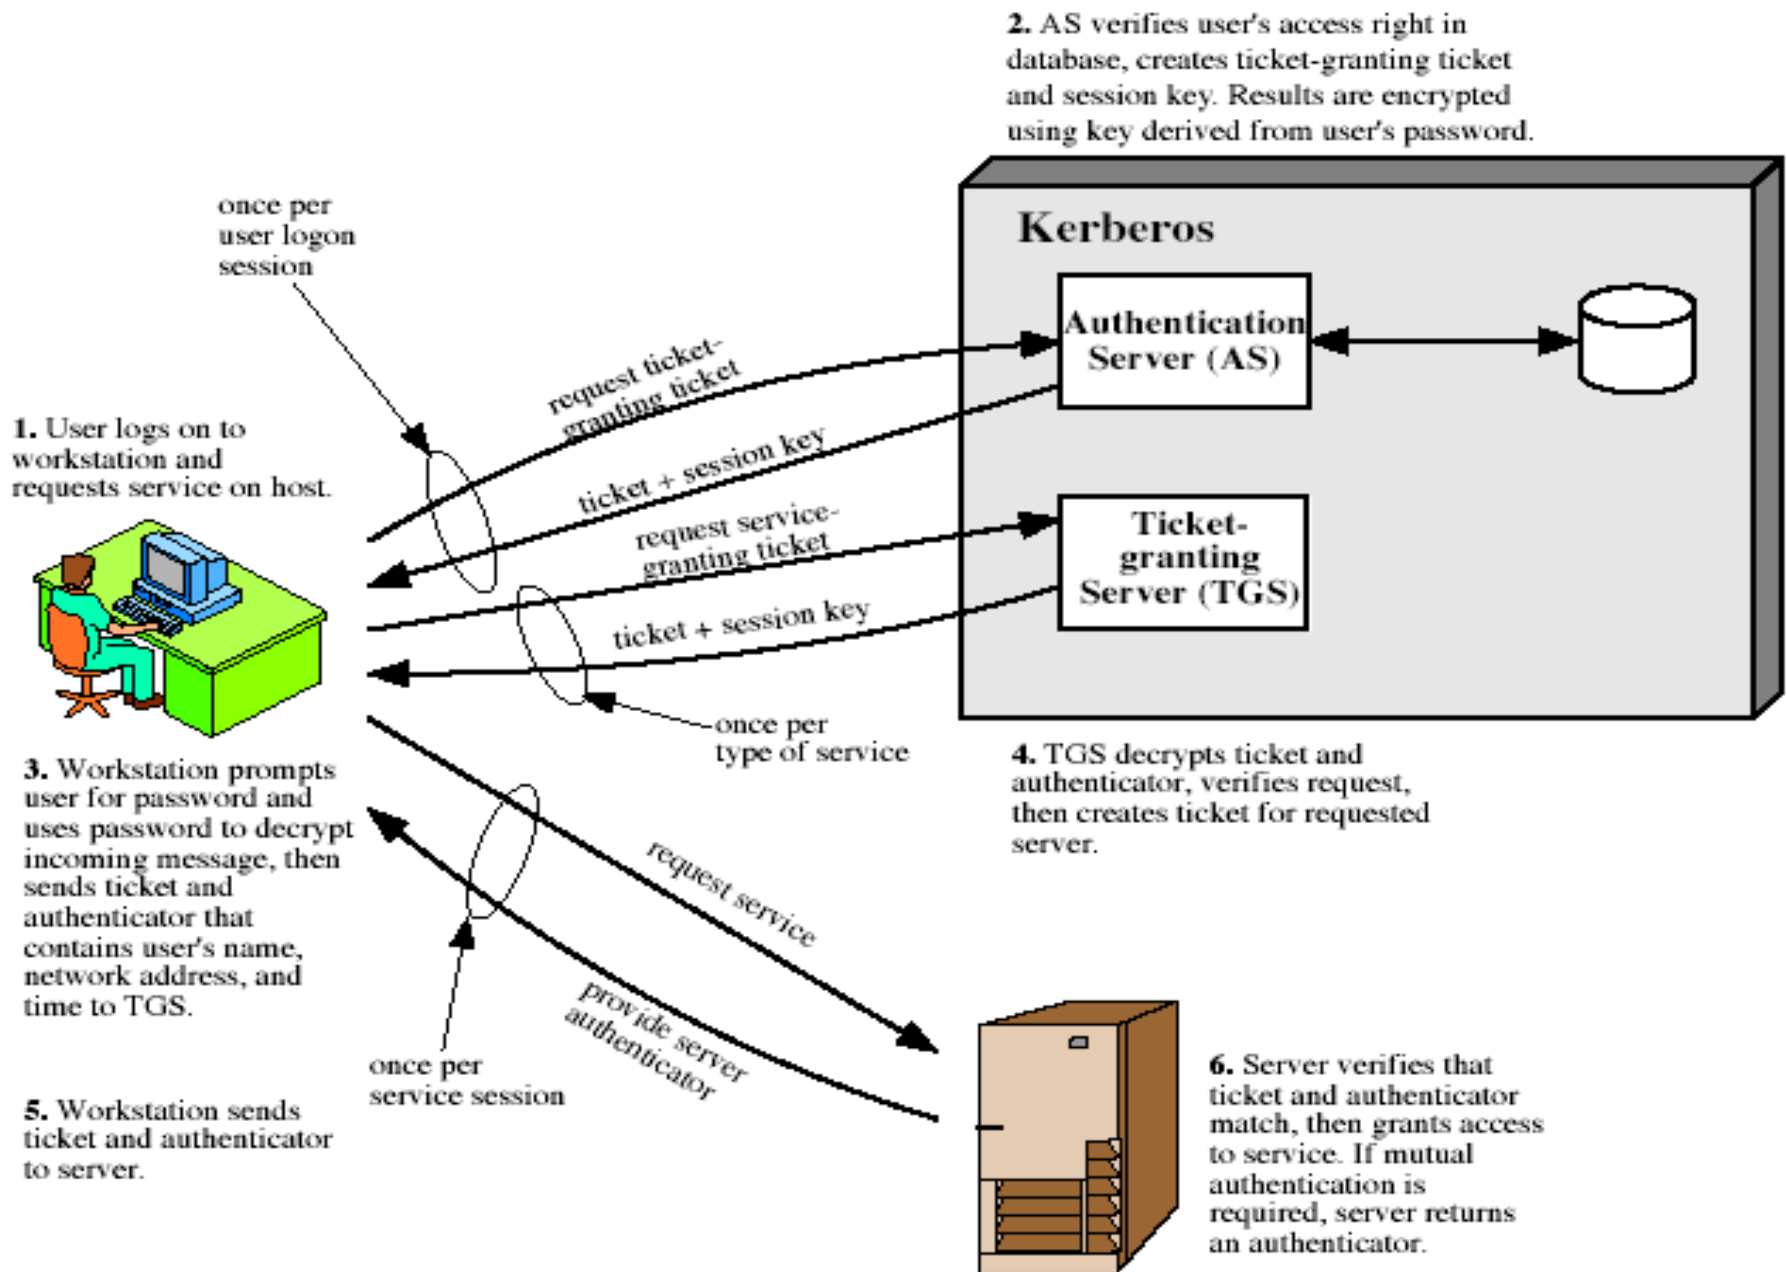 2. AS verifies user's access right in
database, creates ticket-granting ticket
and session key. Results are encrypted
using key derived from user's password.
once per
user logon
session
Kerberos
Authentication
Server (AS)
request ticket-
granting ticket
1. User logs on to
workstation and
requests service on host.
ticket + session key
request service-
granting ticket
Ticket-
granting
Server (TGS)
ticket + session key
once per
type of service
3. Workstation prompts
user for password and
uses password to decrypt
incoming message, then
sends ticket and
authenticator that
contains user's name,
network address, and
time to TGS.
4. TGS decrypts ticket and
authenticator, verifies request,
then creates ticket for requested
server.
request service
provide server
authenticator
once per
service session
5. Workstation sends
ticket and authenticator
to server.
6. Server verifies that
ticket and authenticator
match, then grants access
to service. If mutual
authentication is
required, server returns
an authenticator.